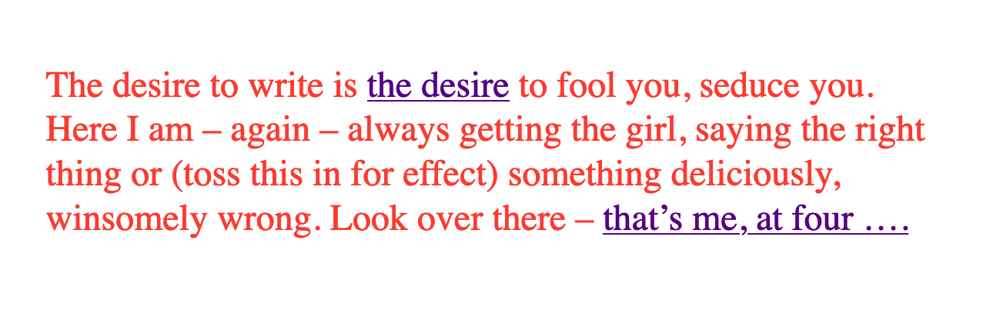 The desire to write is the desire to fool you, seduce you.
Here I am – again – always getting the girl, saying the right
thing or (toss this in for effect) something deliciously,
winsomely wrong. Look over there – that’s me, at four ….